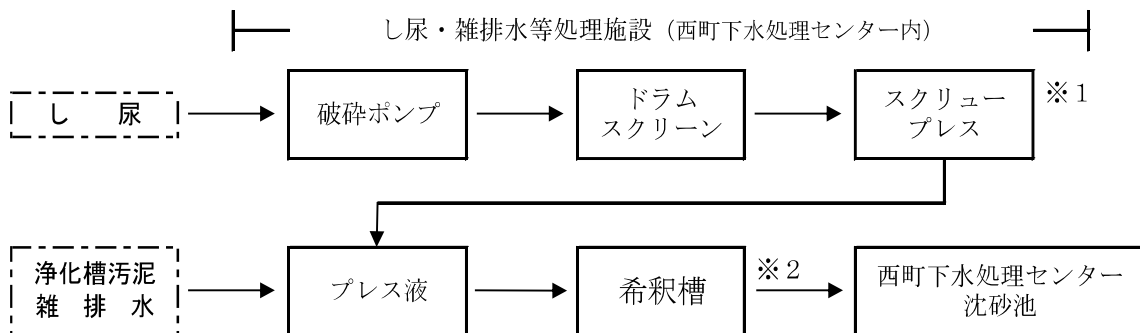 し尿・雑排水等処理施設（西町下水処理センター内）
し　尿
破砕ポンプ
ドラム
スクリーン
スクリュー
プレス
※1
浄化槽汚泥
雑 排 水
プレス液
希釈槽
※2
西町下水処理センター
沈砂池